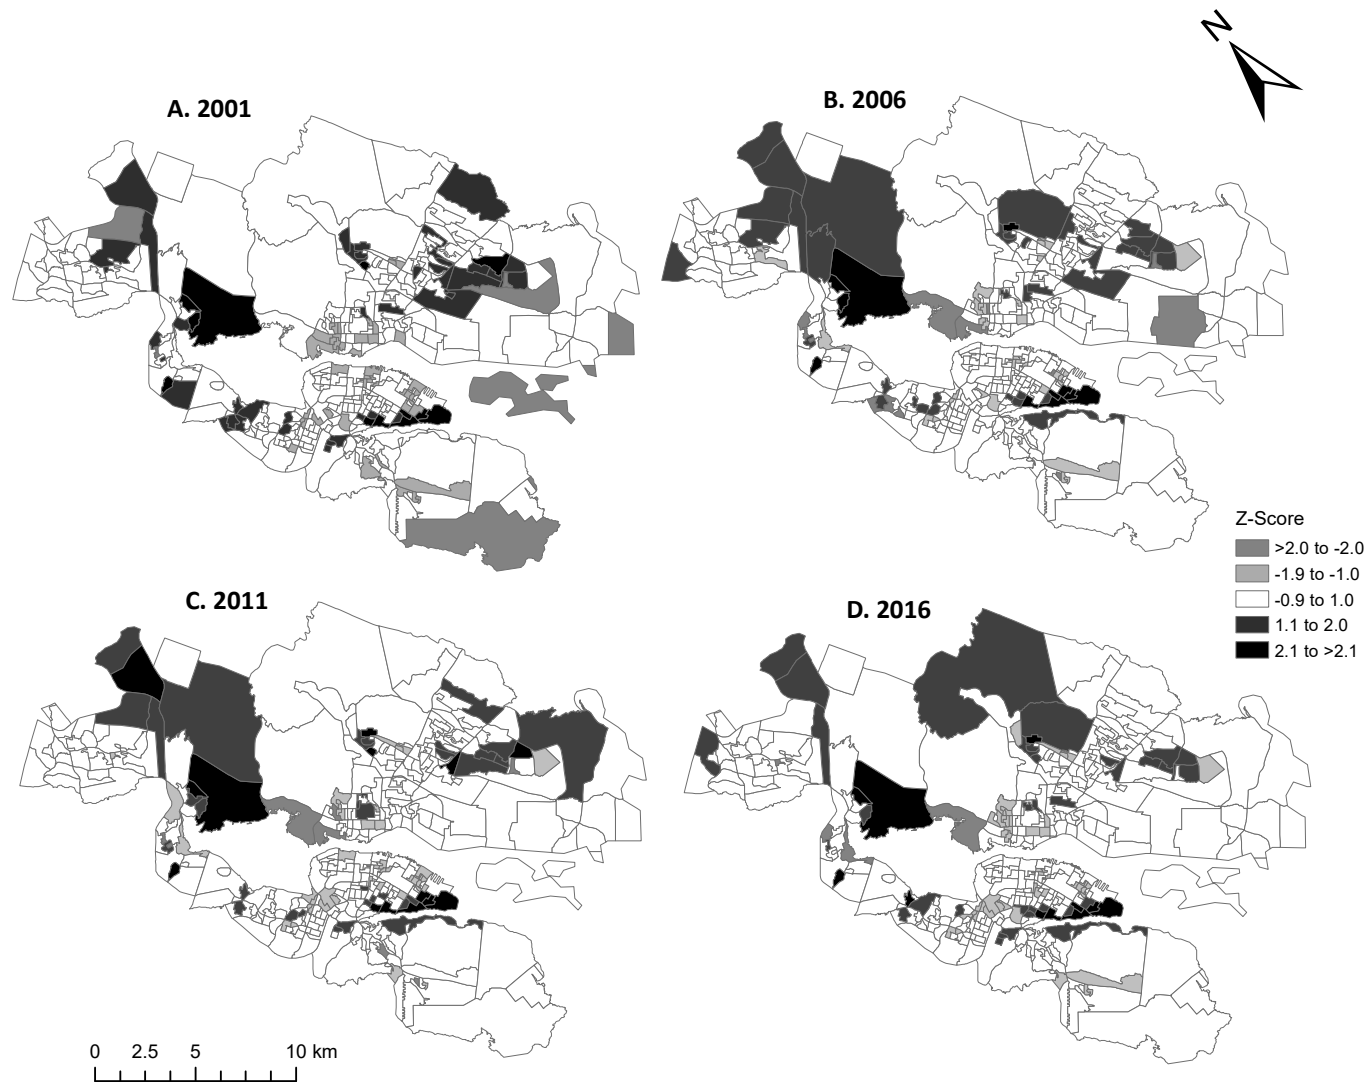 N
A. 2001
B. 2006
Z-Score
>2.0 to -2.0
-1.9 to -1.0
-0.9 to 1.0
1.1 to 2.0
2.1 to >2.1
C. 2011
D. 2016
0 2.5 5 10 km